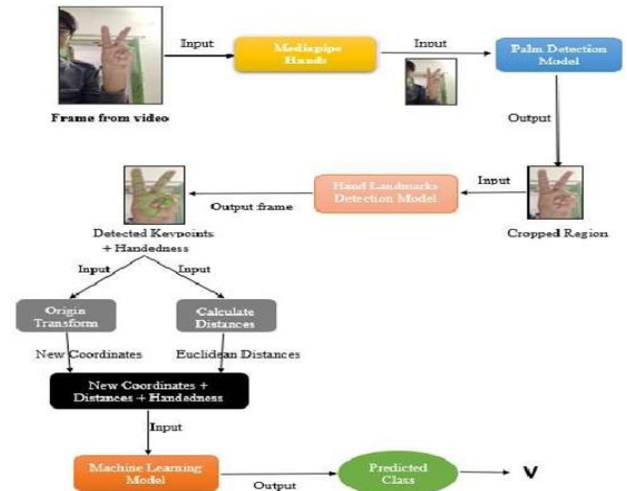 Input
Mediapipe
Hands
Input
Palm Detection
Model
Frame from video
Output
Input
Hand Landmarks
Detection Model
Output frame
Cropped Region
Detected Keypoints
+ Handedness
Input
Input
Origin
Transform
Calculate
Distances
New Coordinates
Euclidean Distances
New Coordinates +
Distances + Handedness
Input
Machine Learning
Model
Output
Predicted
Class
V